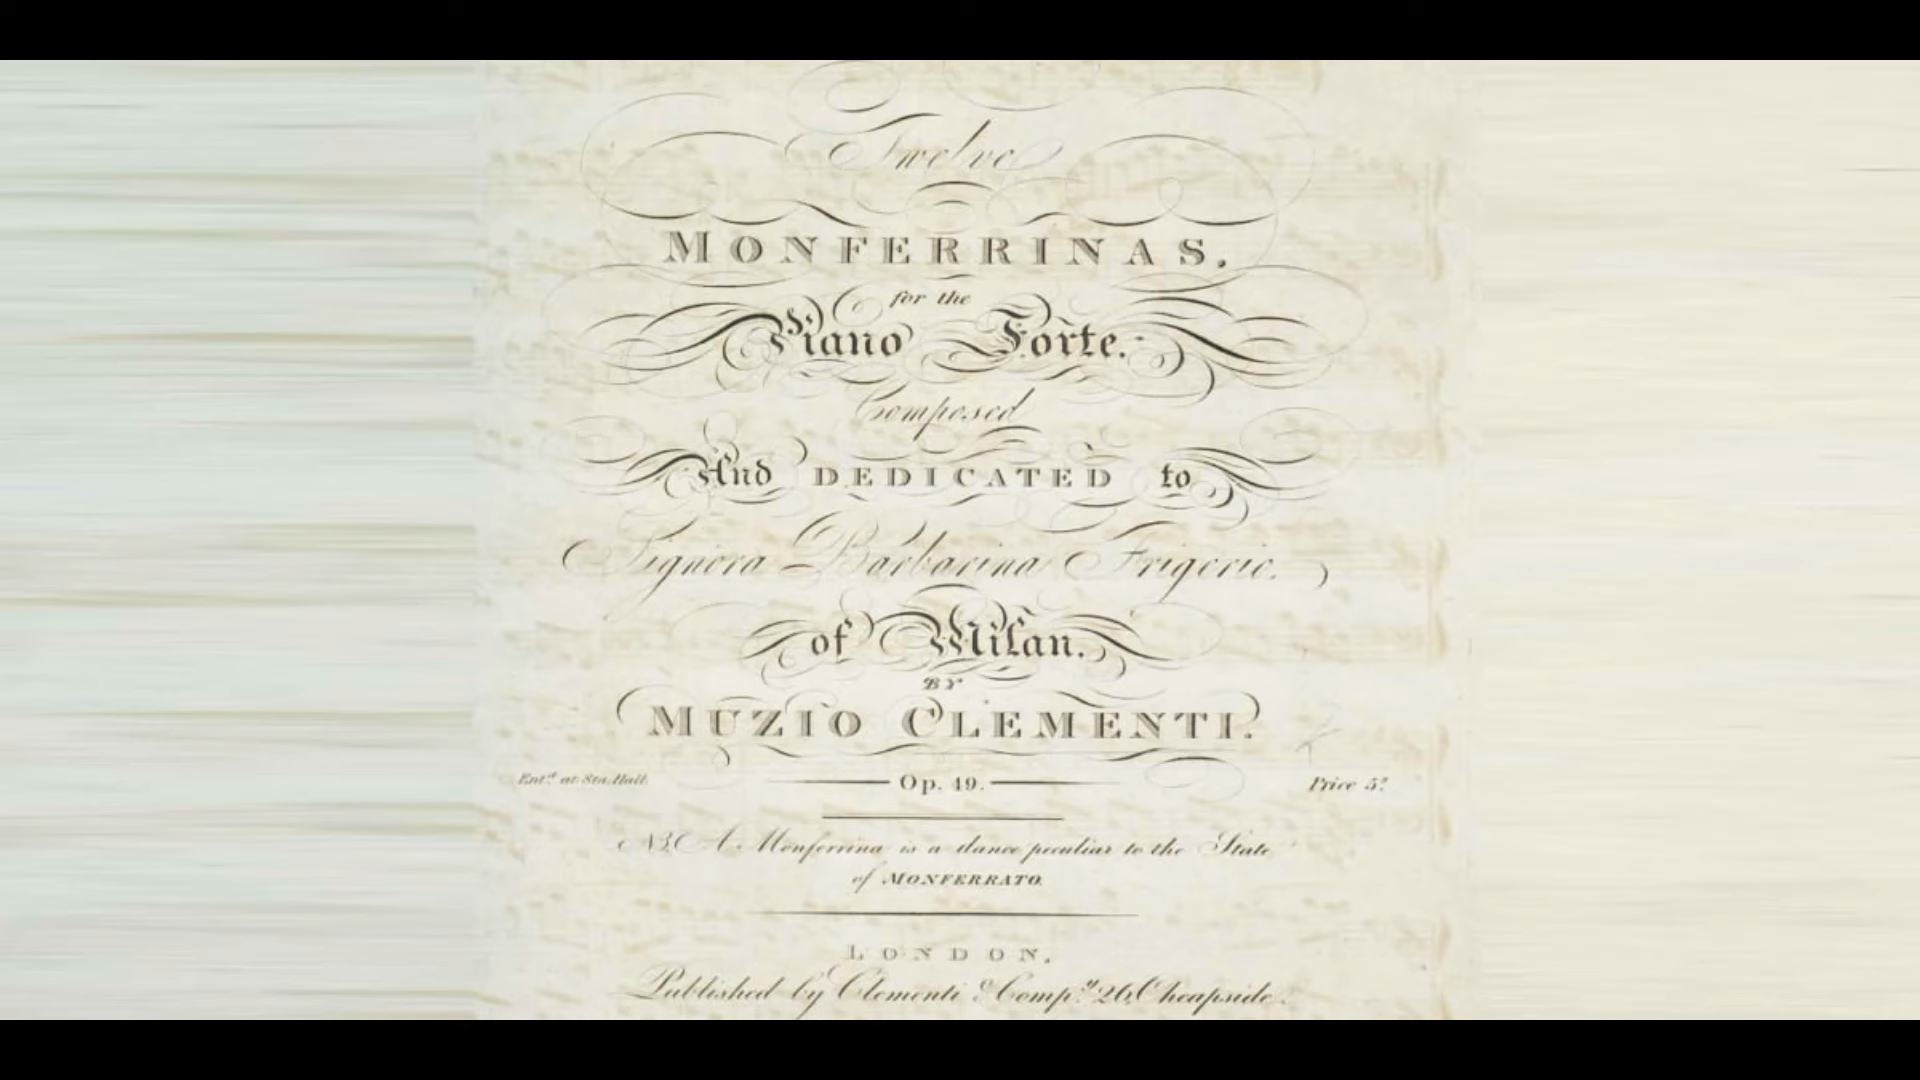 Twelve
MONFERRINAS.
for the
Piano Forte.
Composed
And DEDICATED to
Signora Barbarina Frigerio.
of Milan.
BY
MUZIO CLEMENTI.
Ent.d at Sta. Hall. Op. 49. Price 5s
NB. A Monferrina is a dance peculiar to the State
of MONFERRATO.
LONDON.
Published by Clementi & Comp.y 26, Cheapside.